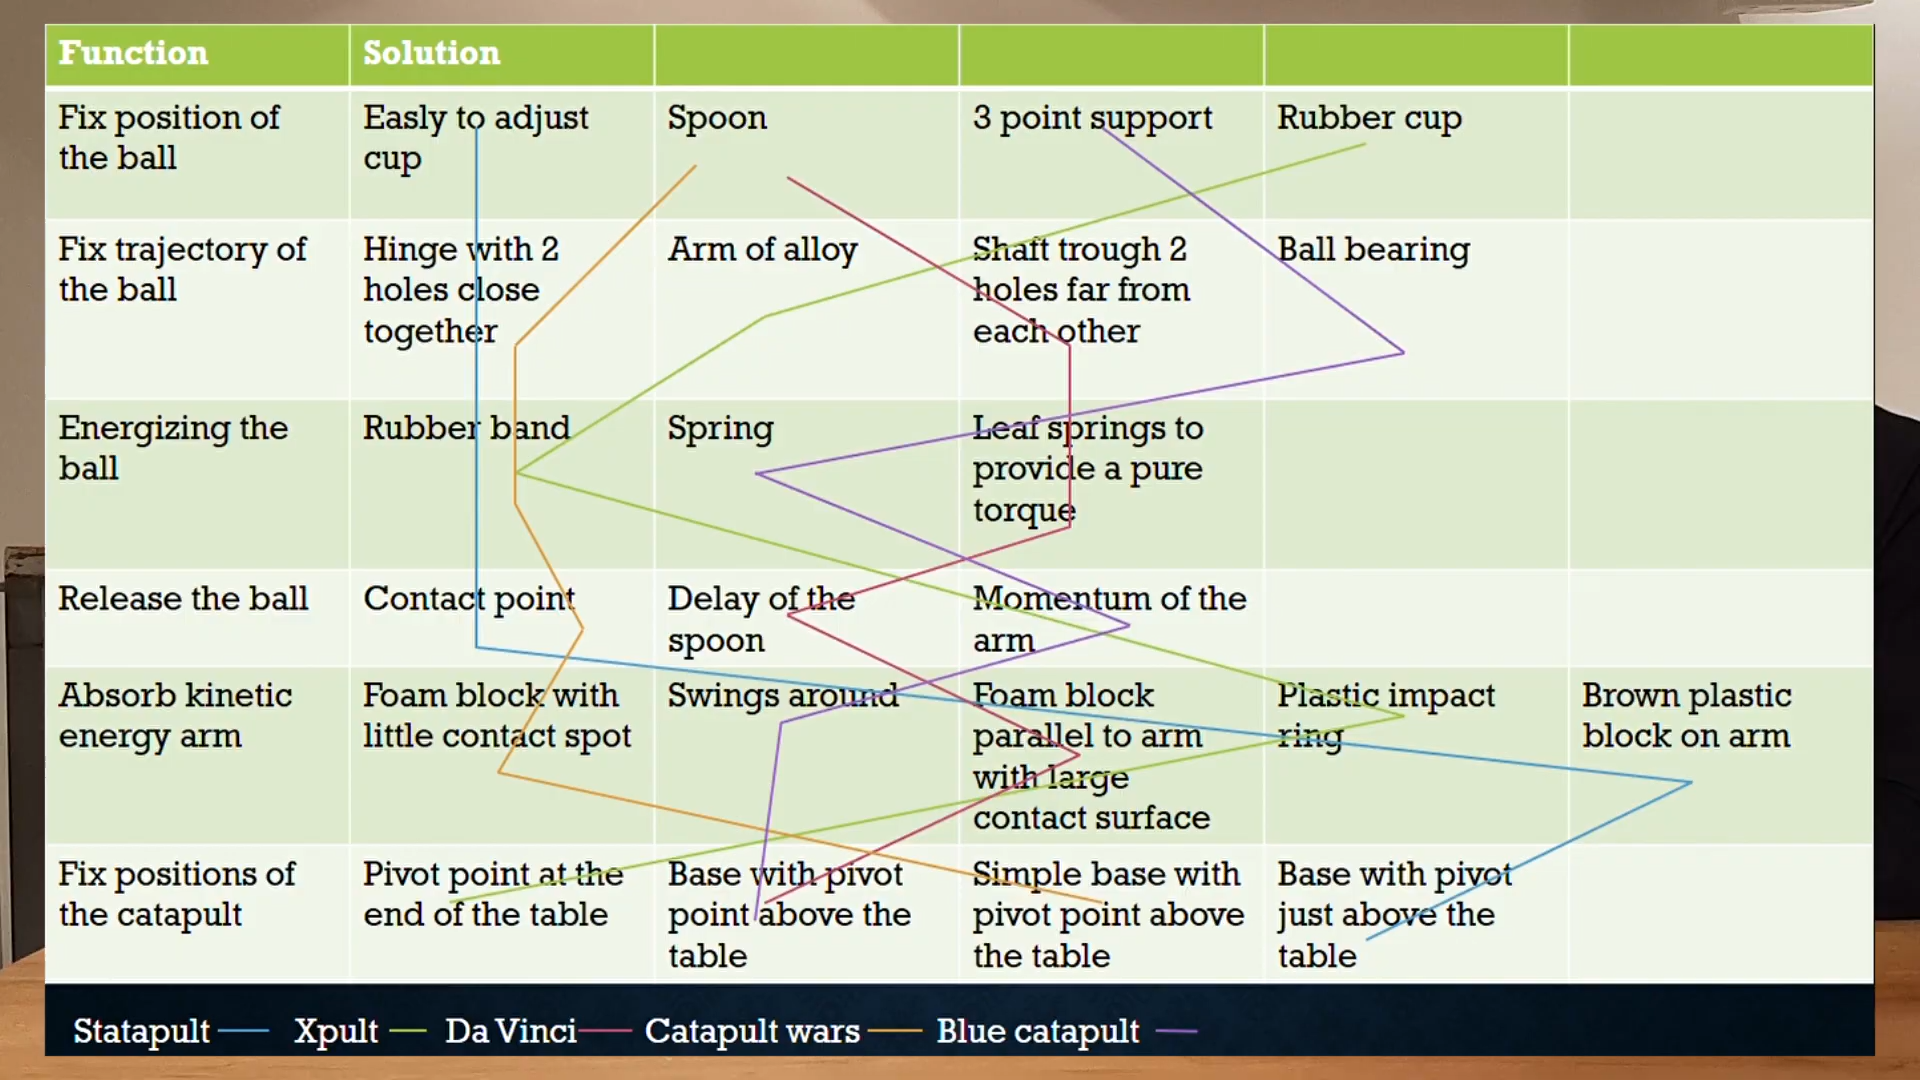 Function Solution
Fix position of
the ball
Easly to adjust
cup
Spoon
3 point support
Rubber cup
Fix trajectory of
the ball
Hinge with 2
holes close
together
Arm of alloy
Shaft trough 2
holes far from
each other
Ball bearing
Energizing the
ball
Rubber band
Spring
Leaf springs to
provide a pure
torque
Release the ball
Contact point
Delay of the
spoon
Momentum of the
arm
Absorb kinetic
energy arm
Foam block with
little contact spot
Swings around
Foam block
parallel to arm
with large
contact surface
Plastic impact
ring
Brown plastic
block on arm
Fix positions of
the catapult
Pivot point at the
end of the table
Base with pivot
point above the
table
Simple base with
pivot point above
the table
Base with pivot
just above the
table
Statapult Xpult Da Vinci Catapult wars Blue catapult